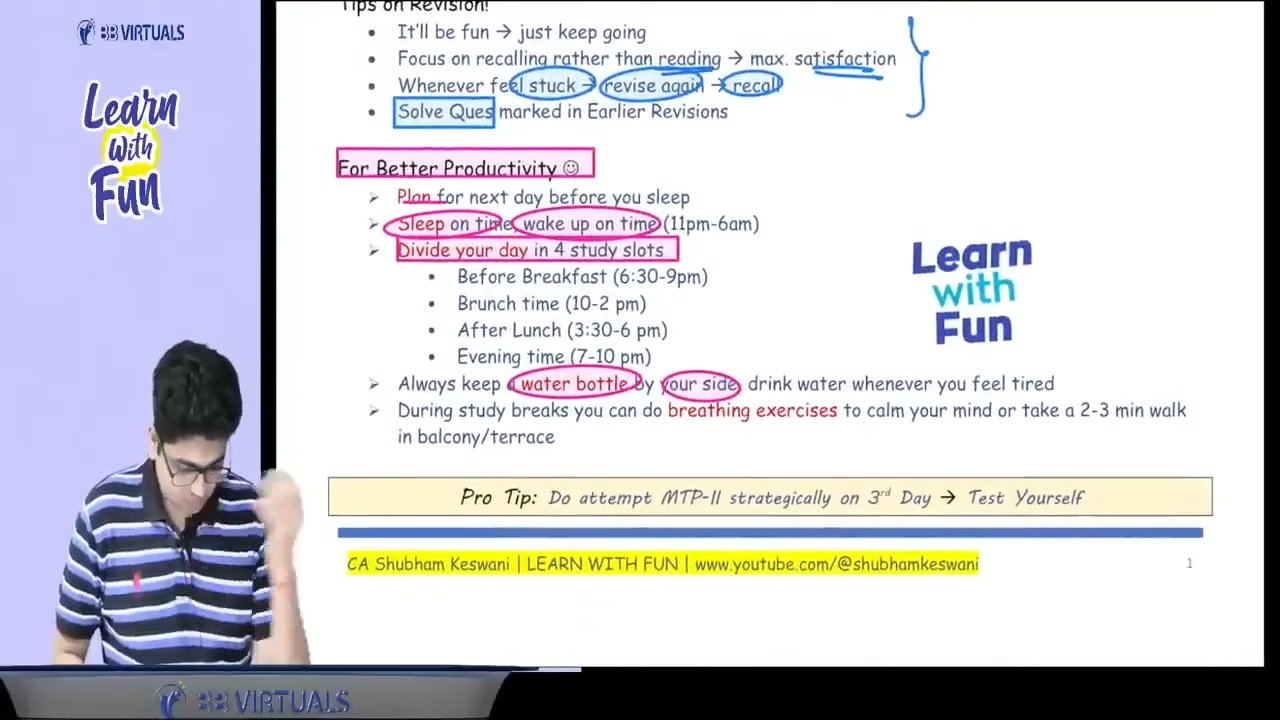 BB VIRTUALS
Learn
With
Fun
Tips on Revision!
It'll be fun → just keep going
Focus on recalling rather than reading → max. satisfaction
Whenever feel stuck → revise again → recall
Solve Ques marked in Earlier Revisions
For Better Productivity ☺
Plan for next day before you sleep
Sleep on time, wake up on time (11pm-6am)
Divide your day in 4 study slots
Before Breakfast (6:30-9pm)
Brunch time (10-2 pm)
After Lunch (3:30-6 pm)
Evening time (7-10 pm)
Always keep a water bottle by your side, drink water whenever you feel tired
During study breaks you can do breathing exercises to calm your mind or take a 2-3 min walk
in balcony/terrace
Learn
with
Fun
Pro Tip: Do attempt MTP-II strategically on 3rd Day → Test Yourself
CA Shubham Keswani | LEARN WITH FUN | www.youtube.com/@shubhamkeswani
1
BB VIRTUALS